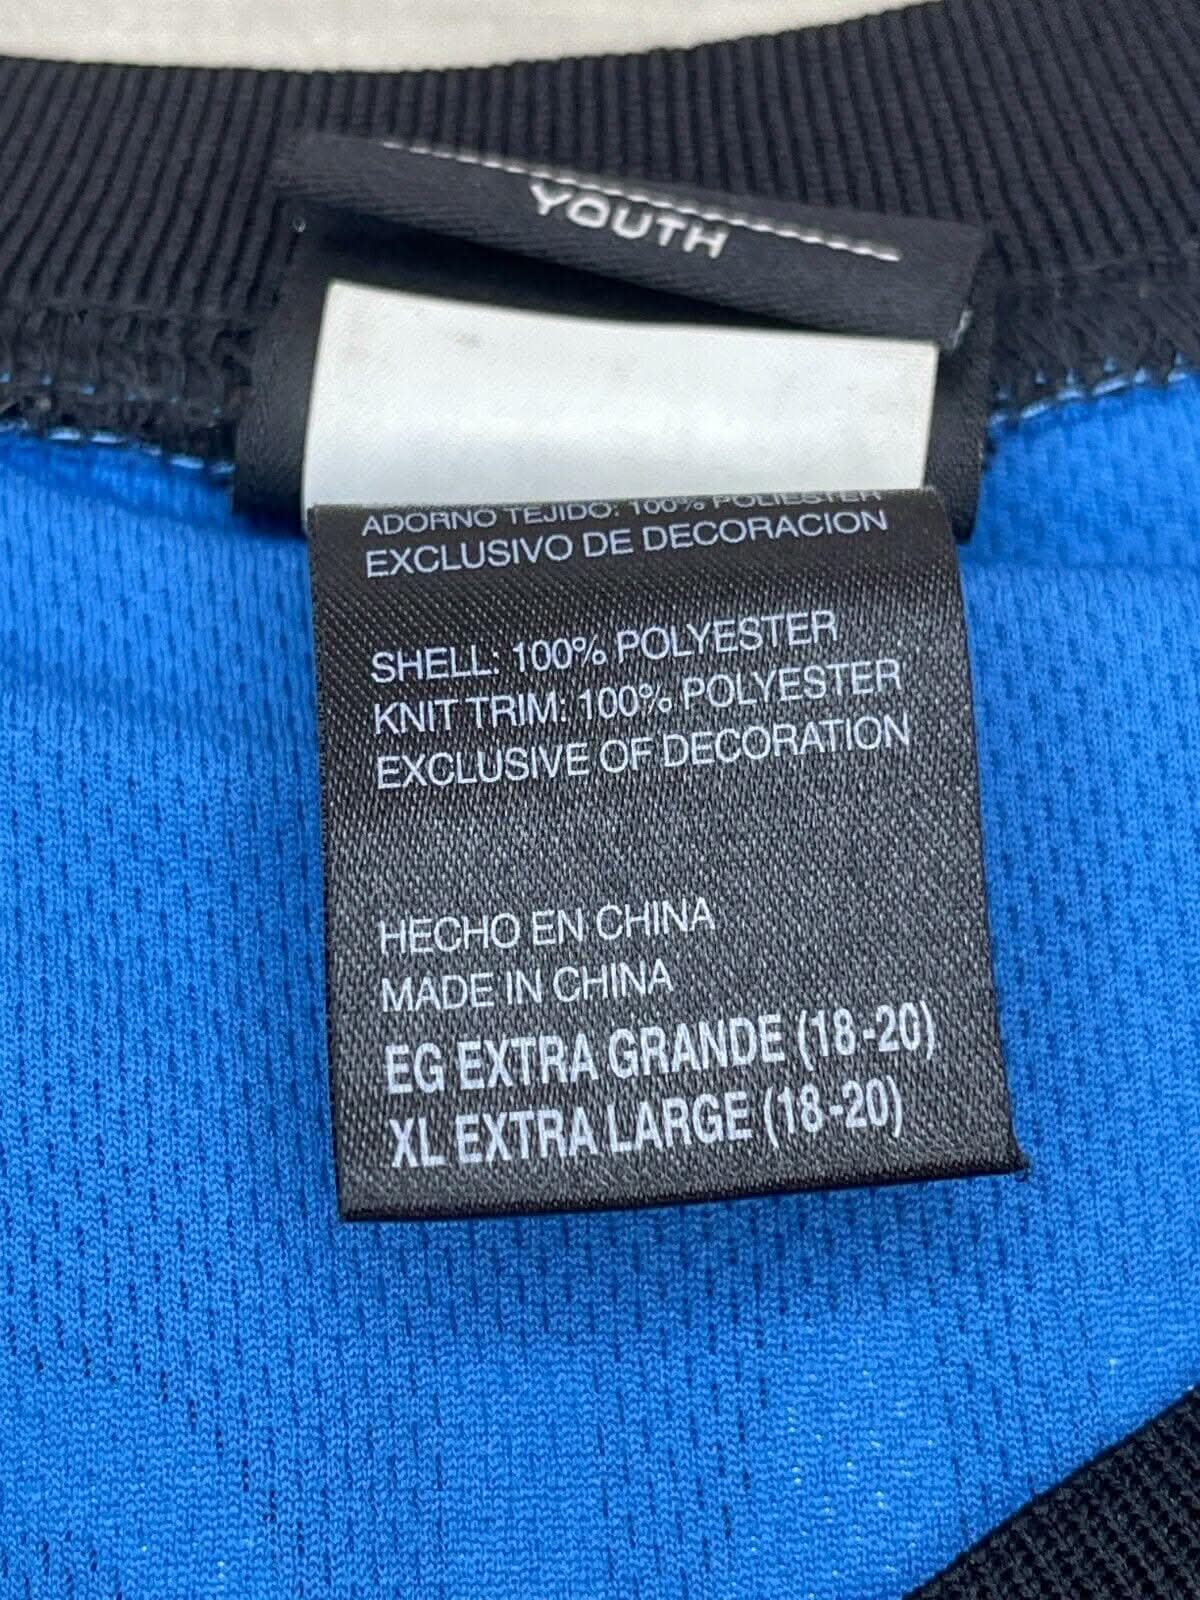 YOUTH
ADORNO TEJIDO: 100% POLIESTER
EXCLUSIVO DE DECORACION
SHELL: 100% POLYESTER
KNIT TRIM: 100% POLYESTER
EXCLUSIVE OF DECORATION
HECHO EN CHINA
MADE IN CHINA
EG EXTRA GRANDE (18-20)
XL EXTRA LARGE (18-20)